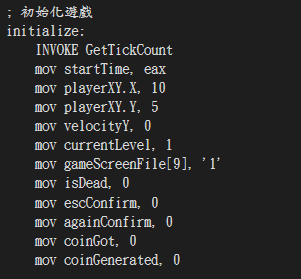 ; 初始化遊戲
initialize:
    INVOKE GetTickCount
    mov startTime, eax
    mov playerXY.X, 10
    mov playerXY.Y, 5
    mov velocityY, 0
    mov currentLevel, 1
    mov gameScreenFile[9], '1'
    mov isDead, 0
    mov escConfirm, 0
    mov againConfirm, 0
    mov coinGot, 0
    mov coinGenerated, 0